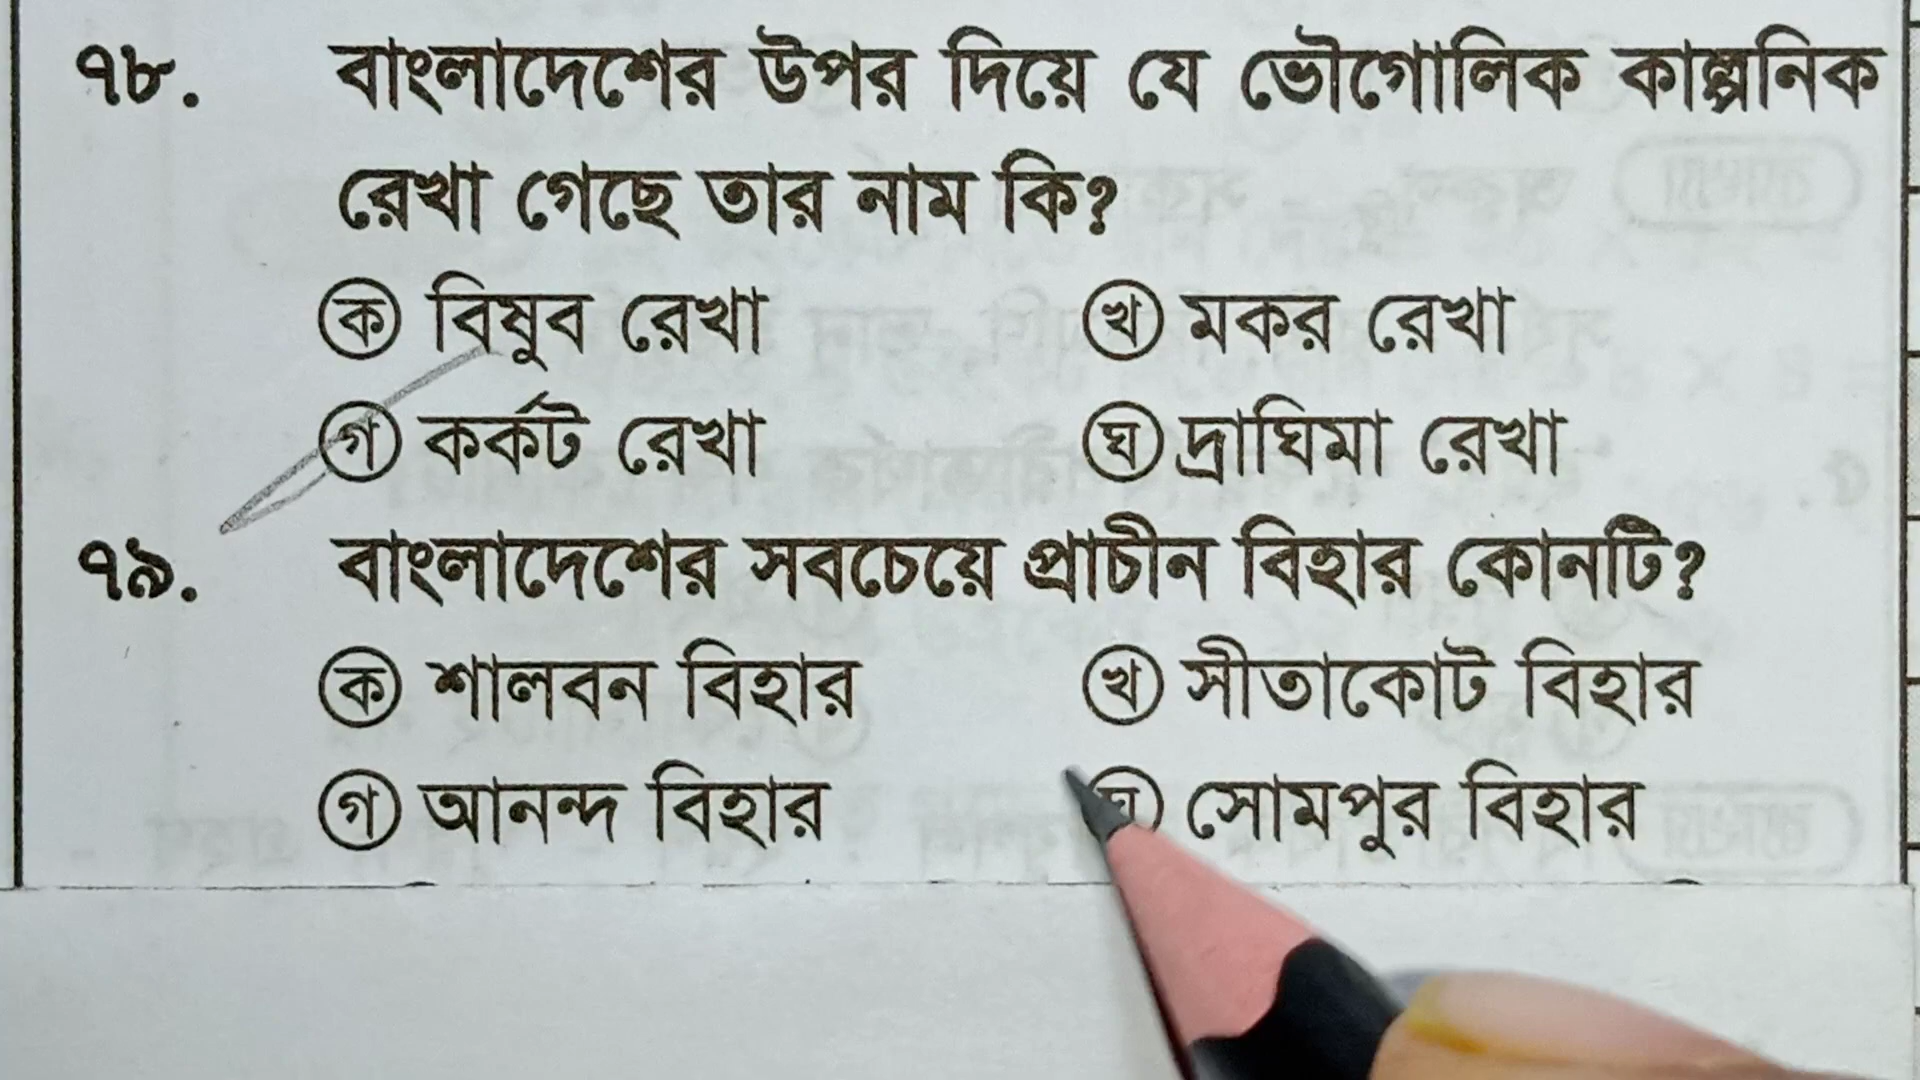 ৭৮. বাংলাদেশের উপর দিয়ে যে ভৌগোলিক কাল্পনিক
রেখা গেছে তার নাম কি?
ক বিষুব রেখা খ মকর রেখা
গ কর্কট রেখা ঘ দ্রাঘিমা রেখা
৭৯. বাংলাদেশের সবচেয়ে প্রাচীন বিহার কোনটি?
ক শালবন বিহার খ সীতাকোট বিহার
গ আনন্দ বিহার ঘ সোমপুর বিহার